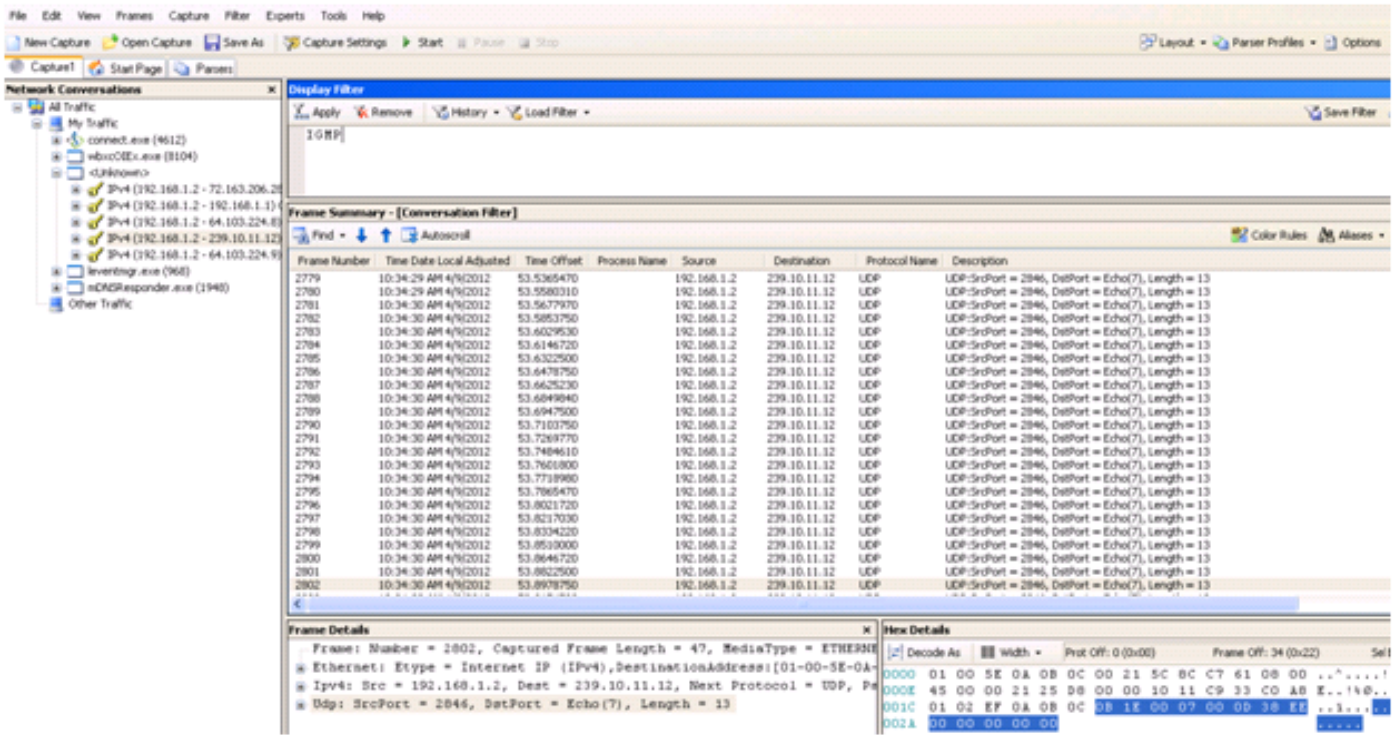 File Edit View Frames Capture Filter Experts Tools Help
New Capture Open Capture Save As Capture Settings Start Pause Stop Layout Parser Profiles Options
Capture1 Start Page Parsers
Network Conversations
All Traffic
My Traffic
connect.exe (4612)
wbxcOIEx.exe (8104)
<Unknown>
IPv4 (192.168.1.2 - 72.163.206.28
IPv4 (192.168.1.2 - 192.168.1.1)
IPv4 (192.168.1.2 - 64.103.224.8)
IPv4 (192.168.1.2 - 239.10.11.12)
IPv4 (192.168.1.2 - 64.103.224.9)
leventmgr.exe (968)
mDNSResponder.exe (1948)
Other Traffic
Display Filter
Apply Remove History Load Filter Save Filter
IGMP
Frame Summary - [Conversation Filter]
Find Autoscroll Color Rules Aliases
Frame Number Time Date Local Adjusted Time Offset Process Name Source Destination Protocol Name Description
2779 10:34:29 AM 4/9/2012 53.5365470 192.168.1.2 239.10.11.12 UDP UDP:SrcPort = 2846, DstPort = Echo(7), Length = 13
2780 10:34:29 AM 4/9/2012 53.5580310 192.168.1.2 239.10.11.12 UDP UDP:SrcPort = 2846, DstPort = Echo(7), Length = 13
2781 10:34:30 AM 4/9/2012 53.5677970 192.168.1.2 239.10.11.12 UDP UDP:SrcPort = 2846, DstPort = Echo(7), Length = 13
2782 10:34:30 AM 4/9/2012 53.5853750 192.168.1.2 239.10.11.12 UDP UDP:SrcPort = 2846, DstPort = Echo(7), Length = 13
2783 10:34:30 AM 4/9/2012 53.6029530 192.168.1.2 239.10.11.12 UDP UDP:SrcPort = 2846, DstPort = Echo(7), Length = 13
2784 10:34:30 AM 4/9/2012 53.6146720 192.168.1.2 239.10.11.12 UDP UDP:SrcPort = 2846, DstPort = Echo(7), Length = 13
2785 10:34:30 AM 4/9/2012 53.6322500 192.168.1.2 239.10.11.12 UDP UDP:SrcPort = 2846, DstPort = Echo(7), Length = 13
2786 10:34:30 AM 4/9/2012 53.6478750 192.168.1.2 239.10.11.12 UDP UDP:SrcPort = 2846, DstPort = Echo(7), Length = 13
2787 10:34:30 AM 4/9/2012 53.6625230 192.168.1.2 239.10.11.12 UDP UDP:SrcPort = 2846, DstPort = Echo(7), Length = 13
2788 10:34:30 AM 4/9/2012 53.6849840 192.168.1.2 239.10.11.12 UDP UDP:SrcPort = 2846, DstPort = Echo(7), Length = 13
2789 10:34:30 AM 4/9/2012 53.6947500 192.168.1.2 239.10.11.12 UDP UDP:SrcPort = 2846, DstPort = Echo(7), Length = 13
2790 10:34:30 AM 4/9/2012 53.7103750 192.168.1.2 239.10.11.12 UDP UDP:SrcPort = 2846, DstPort = Echo(7), Length = 13
2791 10:34:30 AM 4/9/2012 53.7269770 192.168.1.2 239.10.11.12 UDP UDP:SrcPort = 2846, DstPort = Echo(7), Length = 13
2792 10:34:30 AM 4/9/2012 53.7484610 192.168.1.2 239.10.11.12 UDP UDP:SrcPort = 2846, DstPort = Echo(7), Length = 13
2793 10:34:30 AM 4/9/2012 53.7601800 192.168.1.2 239.10.11.12 UDP UDP:SrcPort = 2846, DstPort = Echo(7), Length = 13
2794 10:34:30 AM 4/9/2012 53.7718980 192.168.1.2 239.10.11.12 UDP UDP:SrcPort = 2846, DstPort = Echo(7), Length = 13
2795 10:34:30 AM 4/9/2012 53.7865470 192.168.1.2 239.10.11.12 UDP UDP:SrcPort = 2846, DstPort = Echo(7), Length = 13
2796 10:34:30 AM 4/9/2012 53.8021720 192.168.1.2 239.10.11.12 UDP UDP:SrcPort = 2846, DstPort = Echo(7), Length = 13
2797 10:34:30 AM 4/9/2012 53.8217030 192.168.1.2 239.10.11.12 UDP UDP:SrcPort = 2846, DstPort = Echo(7), Length = 13
2798 10:34:30 AM 4/9/2012 53.8334220 192.168.1.2 239.10.11.12 UDP UDP:SrcPort = 2846, DstPort = Echo(7), Length = 13
2799 10:34:30 AM 4/9/2012 53.8510000 192.168.1.2 239.10.11.12 UDP UDP:SrcPort = 2846, DstPort = Echo(7), Length = 13
2800 10:34:30 AM 4/9/2012 53.8646720 192.168.1.2 239.10.11.12 UDP UDP:SrcPort = 2846, DstPort = Echo(7), Length = 13
2801 10:34:30 AM 4/9/2012 53.8822500 192.168.1.2 239.10.11.12 UDP UDP:SrcPort = 2846, DstPort = Echo(7), Length = 13
2802 10:34:30 AM 4/9/2012 53.8978750 192.168.1.2 239.10.11.12 UDP UDP:SrcPort = 2846, DstPort = Echo(7), Length = 13
Frame Details
Frame: Number = 2802, Captured Frame Length = 47, MediaType = ETHERNE
Ethernet: Etype = Internet IP (IPv4),DestinationAddress:[01-00-5E-0A-
Ipv4: Src = 192.168.1.2, Dest = 239.10.11.12, Next Protocol = UDP, Pa
Udp: SrcPort = 2846, DstPort = Echo(7), Length = 13
Hex Details
Decode As Width Prot Off: 0 (0x00) Frame Off: 34 (0x22) Sel
0000 01 00 5E 0A 0B 0C 00 21 5C 8C C7 61 08 00
000E 45 00 00 21 25 D8 00 00 10 11 C9 33 C0 A8
001C 01 02 EF 0A 0B 0C 0B 1E 00 07 00 0D 38 EE
002A 00 00 00 00 00